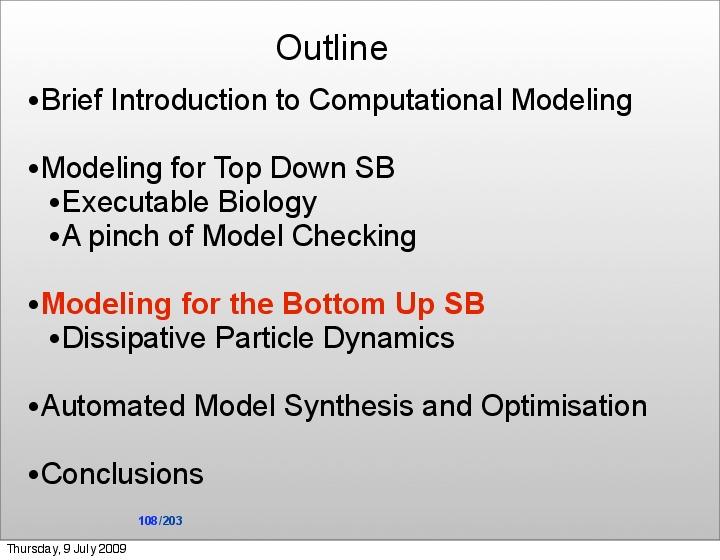 Outline
•Brief Introduction to Computational Modeling
•Modeling for Top Down SB
•Executable Biology
•A pinch of Model Checking
•Modeling for the Bottom Up SB
•Dissipative Particle Dynamics
•Automated Model Synthesis and Optimisation
•Conclusions
108/203
Thursday, 9 July 2009